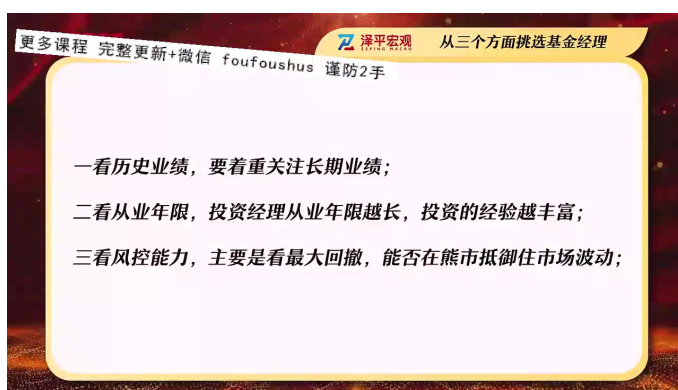 更多课程 完整更新+微信 foufoushus 谨防2手
泽平宏观
ZEPING MACRO
从三个方面挑选基金经理
一看历史业绩，要着重关注长期业绩；
二看从业年限，投资经理从业年限越长，投资的经验越丰富；
三看风控能力，主要是看最大回撤，能否在熊市抵御住市场波动；